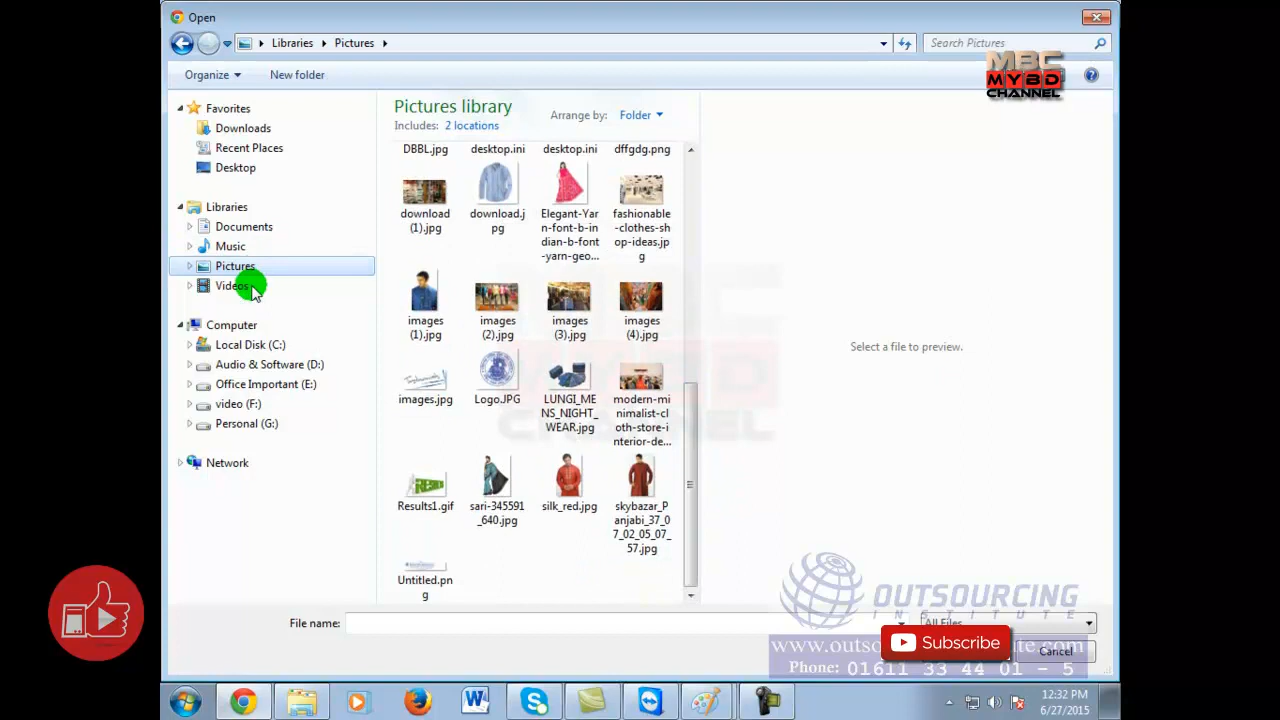 Open
Libraries
Pictures
Search Pictures
MBC
MYBD
CHANNEL
Organize
New folder
Favorites
Downloads
Recent Places
Desktop
Libraries
Documents
Music
Pictures
Videos
Computer
Local Disk (C:)
Audio & Software (D:)
Office Important (E:)
video (F:)
Personal (G:)
Network
Pictures library
Includes: 2 locations
Arrange by: Folder
DBBL.jpg
desktop.ini
desktop.ini
dffgdg.png
download
(1).jpg
download.j
pg
Elegant-Yar
n-font-b-in
dian-b-font
-yarn-geo...
fashionable
-clothes-sh
op-ideas.jp
g
images
(1).jpg
images
(2).jpg
images
(3).jpg
images
(4).jpg
images.jpg
Logo.JPG
LUNGI_ME
NS_NIGHT_
WEAR.jpg
modern-mi
nimalist-cl
oth-store-i
nterior-de...
Results1.gif
sari-345591
_640.jpg
silk_red.jpg
skybazar_P
anjabi_37_0
7_02_05_07_
57.jpg
Untitled.pn
g
Select a file to preview.
MBC
MYBD
CHANNEL
OUTSOURCING
INSTITUTE
File name:
All Files
Subscribe
Cancel
Phone: 01611 33 44 01 - 5
12:32 PM
6/27/2015